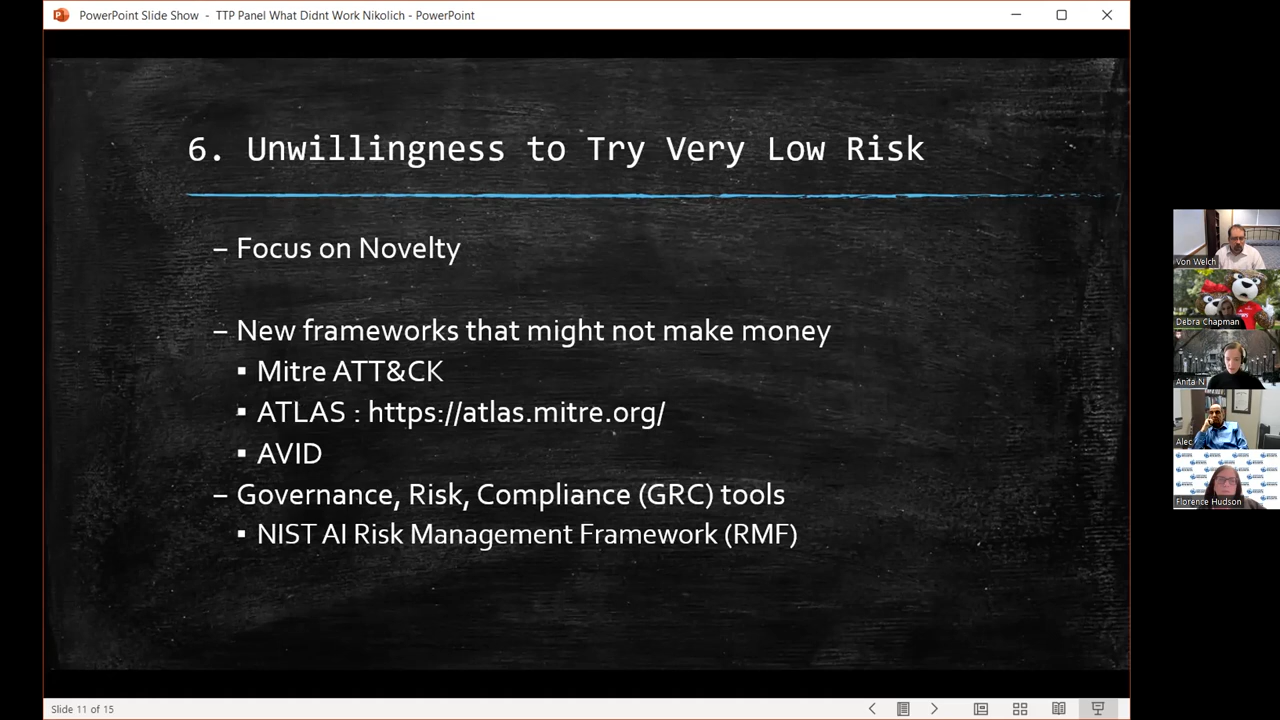 PowerPoint Slide Show - TTP Panel What Didnt Work Nikolich - PowerPoint
6. Unwillingness to Try Very Low Risk
– Focus on Novelty
– New frameworks that might not make money
▪ Mitre ATT&CK
▪ ATLAS : https://atlas.mitre.org/
▪ AVID
– Governance, Risk, Compliance (GRC) tools
▪ NIST AI Risk Management Framework (RMF)
Slide 11 of 15
Von Welch
Debra Chapman
Anita N
Alec
Florence Hudson